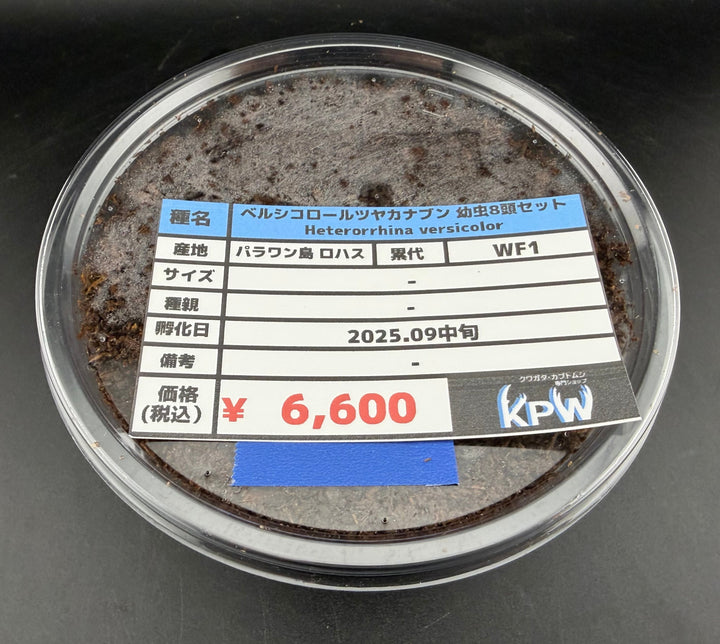 種名 ベルシコロールツヤカナブン 幼虫8頭セット
Heterorrhina versicolor
産地 パラワン島 ロハス 累代 WF1
サイズ -
種親 -
孵化日 2025.09中旬
備考 -
価格
(税込) ¥ 6,600
クワガタ・カブトムシ
専門ショップ
KPW